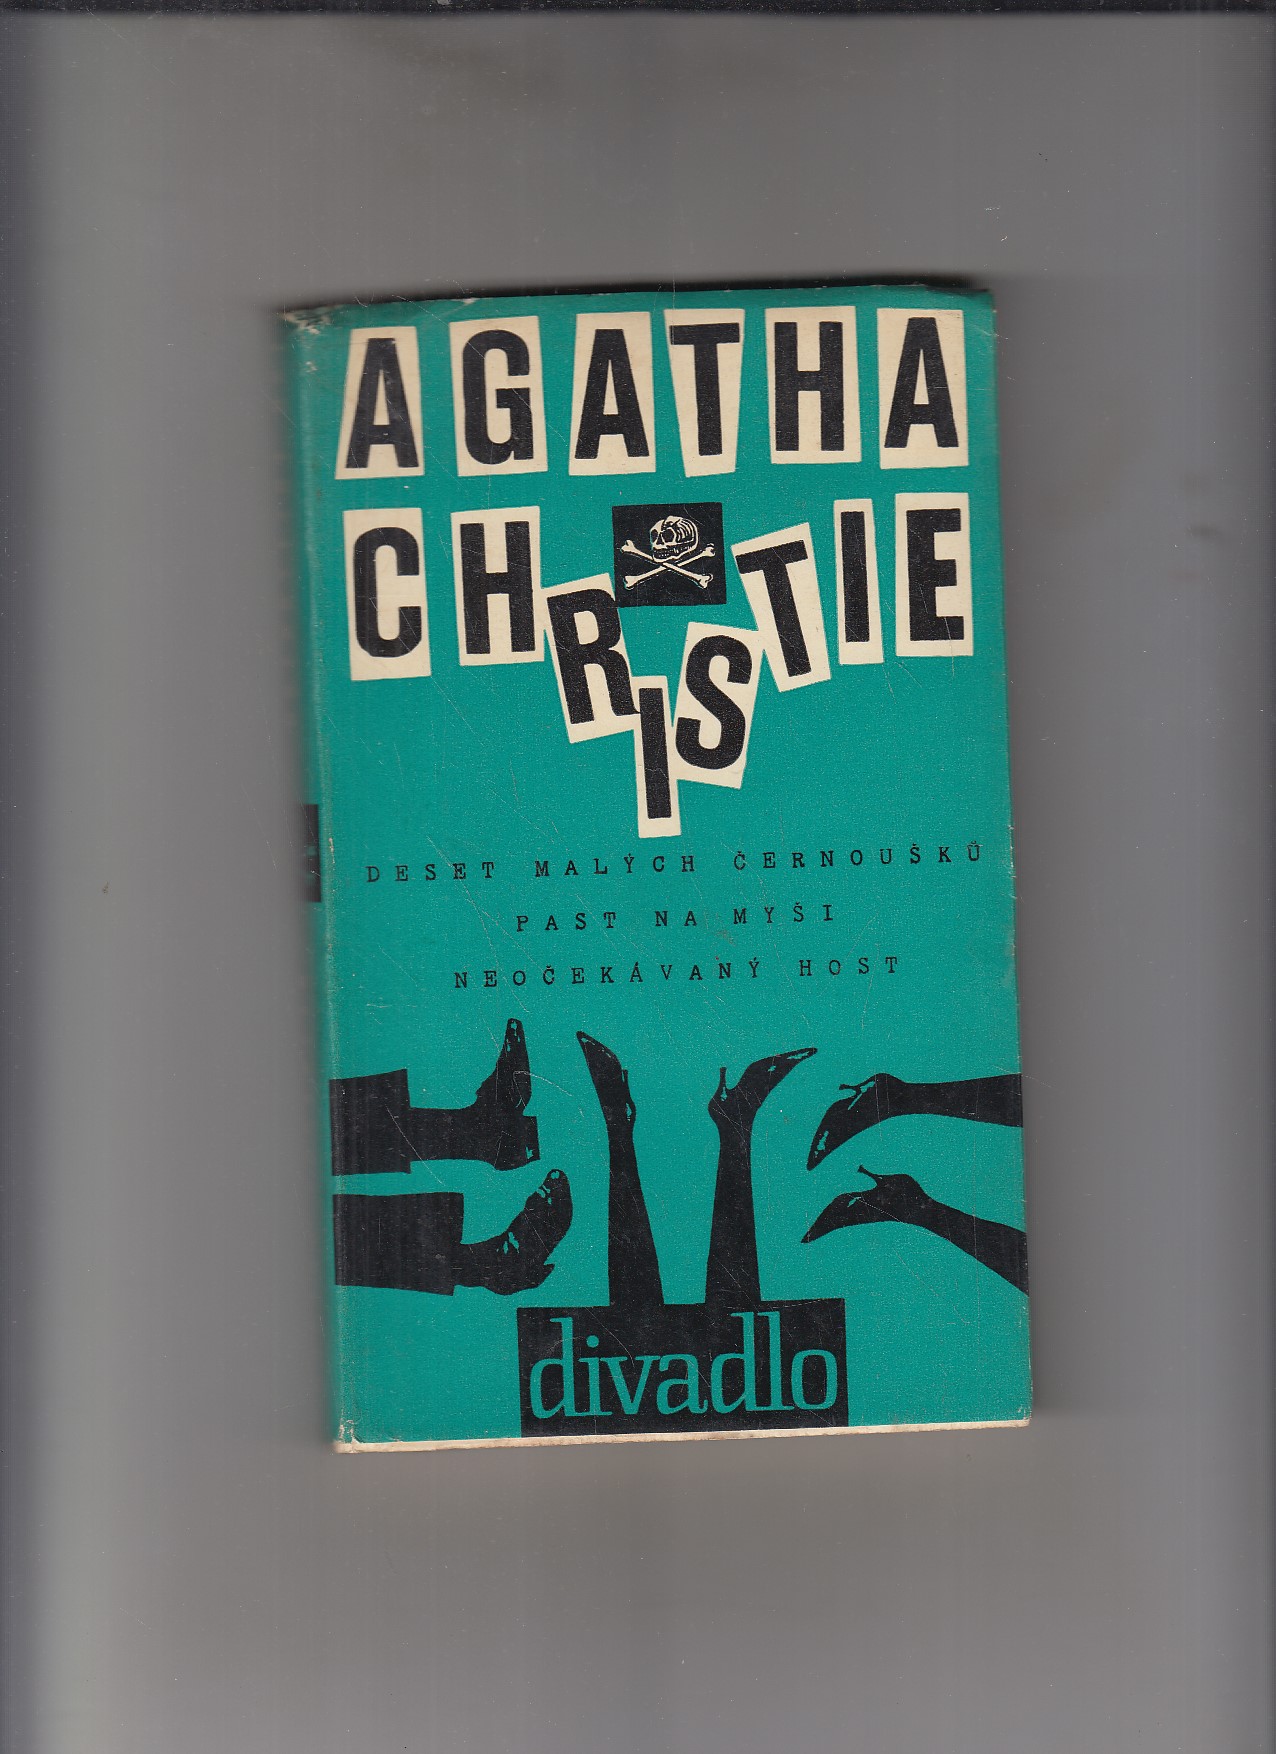 AGATHA
CHRISTIE
DESET MALÝCH ČERNOUŠKŮ
PAST NA MYŠI
NEOČEKÁVANÝ HOST
divadlo